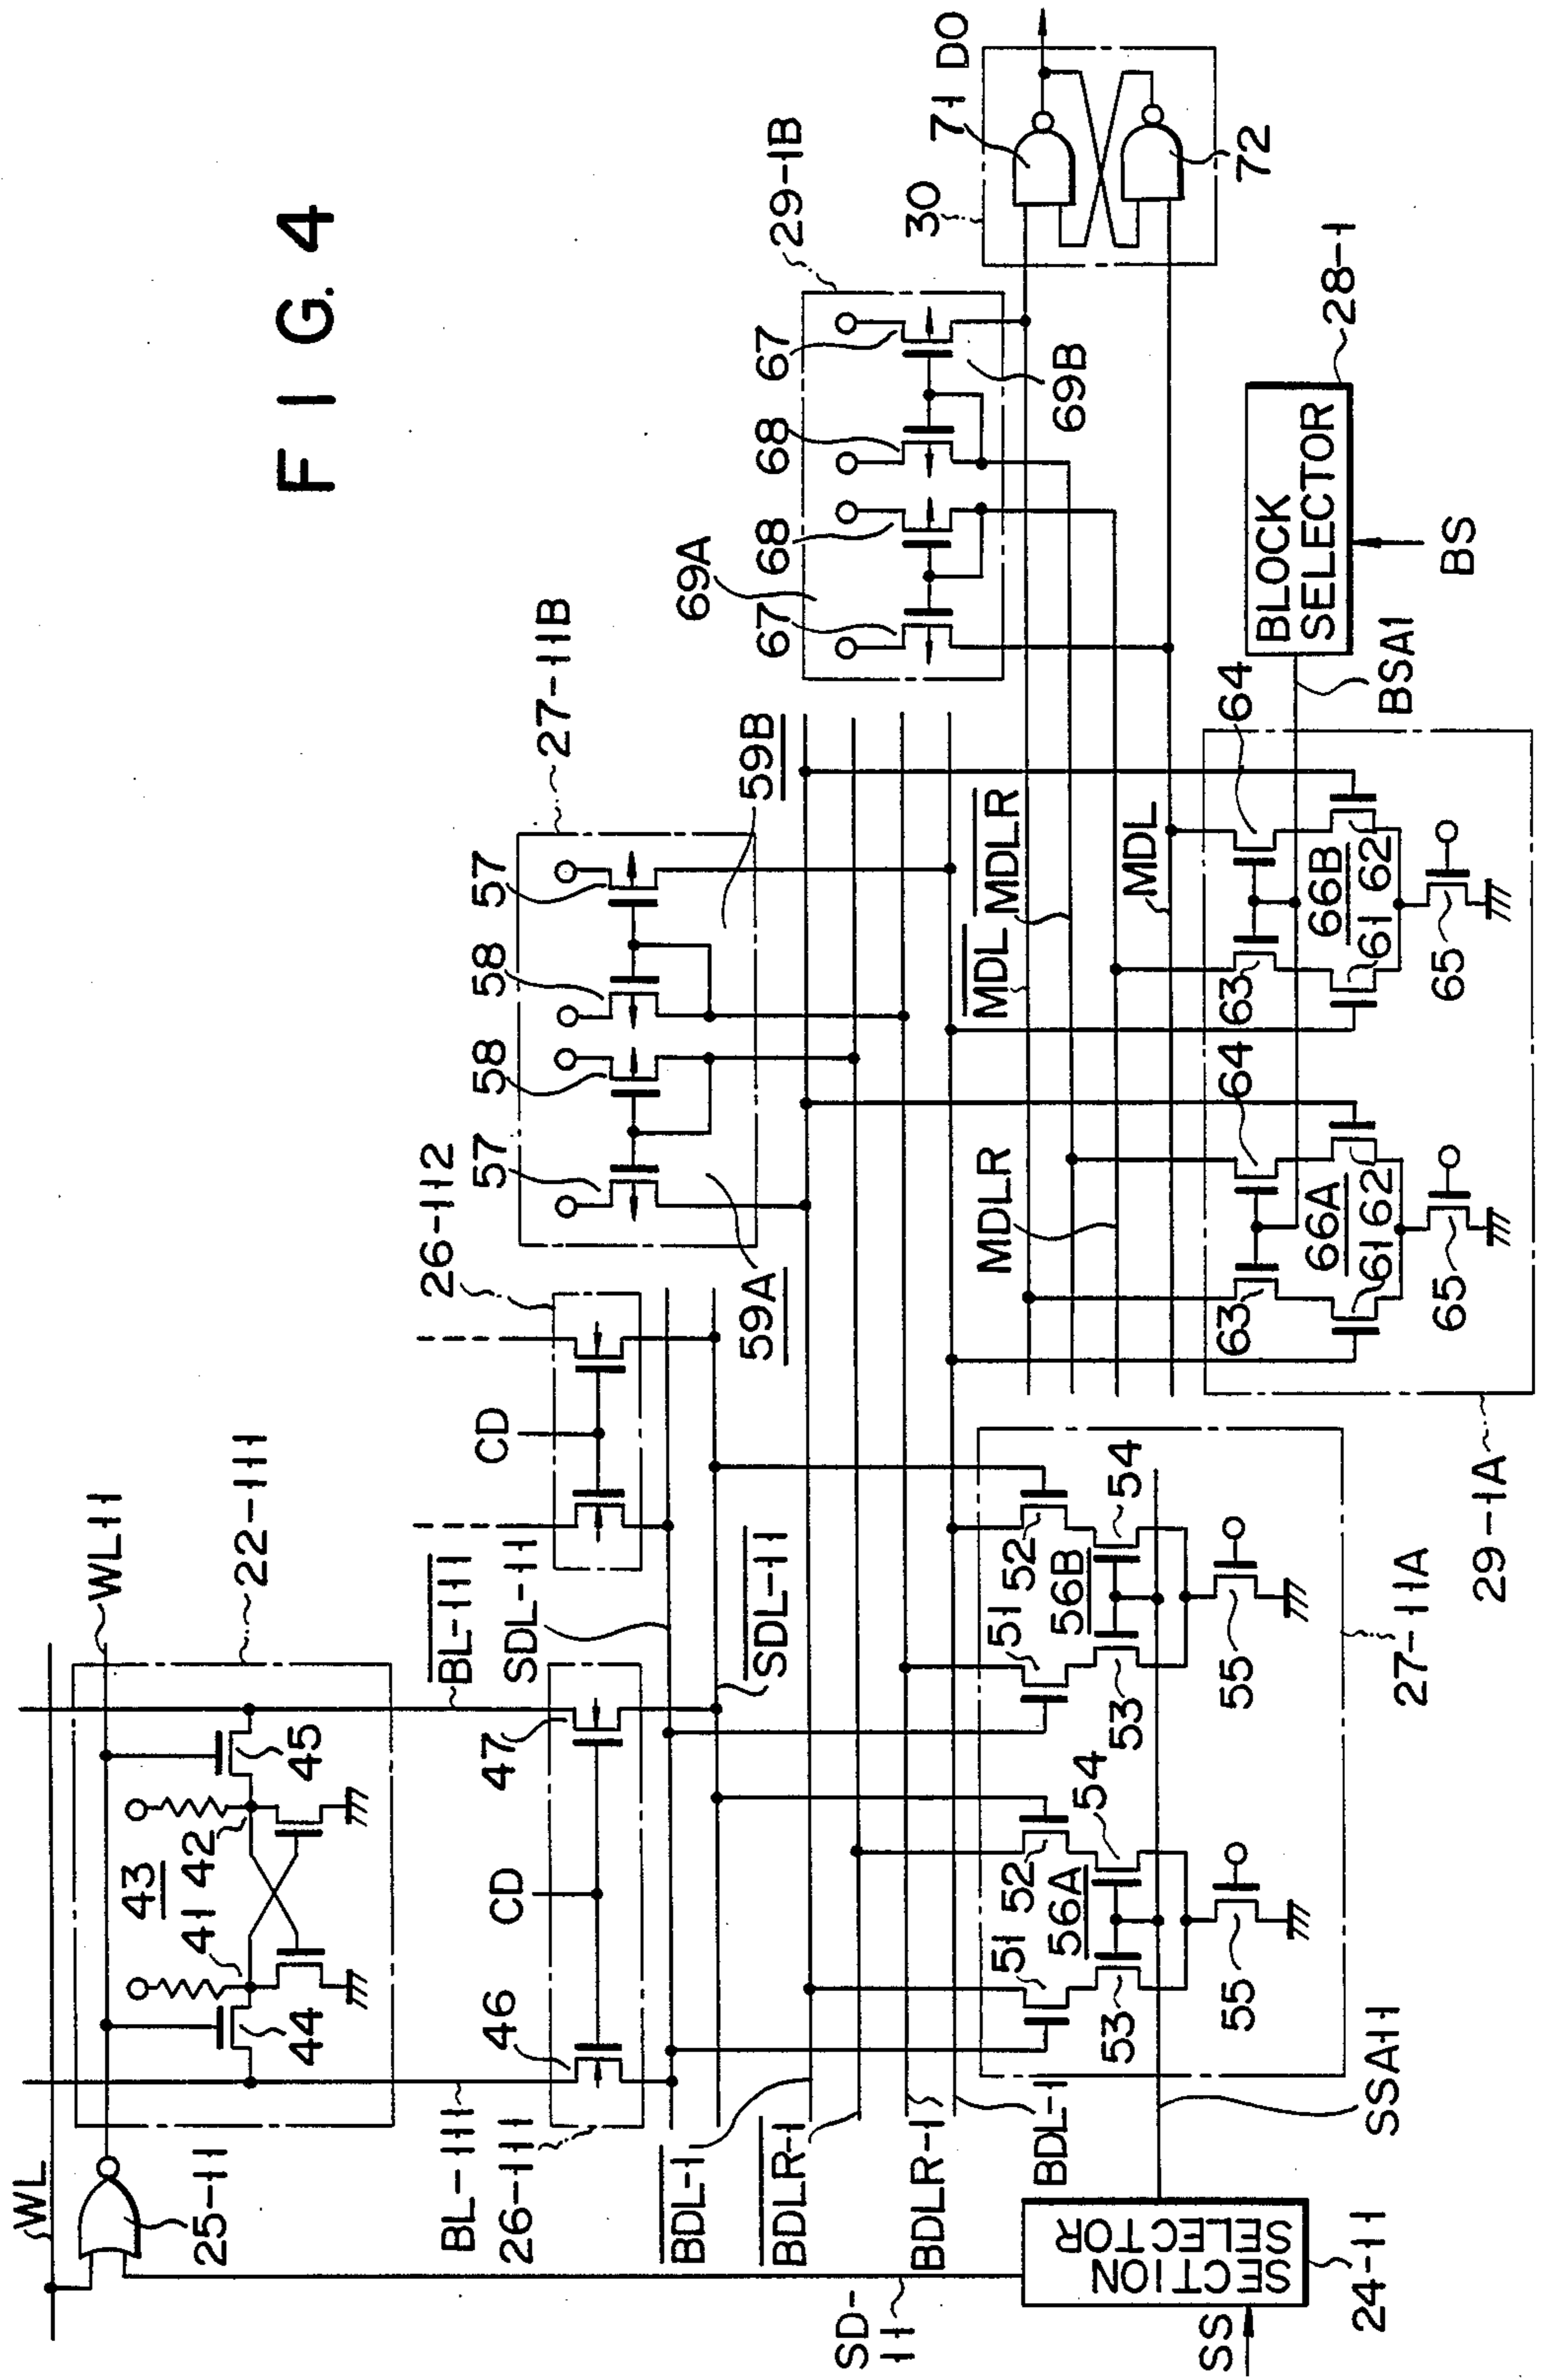 FIG. 4
WL
WL11
22-111
25-11
43
41
42
44
45
BL-111
BL-111
26-111
46
47
CD
SDL-11
SDL-11
CD
26-112
27-11B
57
58
58
57
59A
59B
BDL-1
BDLR-1
BDLR-1
BDL-1
SD-11
SECTION
SELECTOR
24-11
SS
SSA11
27-11A
51
52
53
54
55
56A
51
52
53
54
55
56B
29-1A
MDLR
MDL
MDLR
MDL
61
62
63
64
65
66A
61
62
63
64
65
66B
BSA1
BLOCK
SELECTOR
28-1
BS
29-1B
67
68
68
67
69A
69B
30
71
72
DO